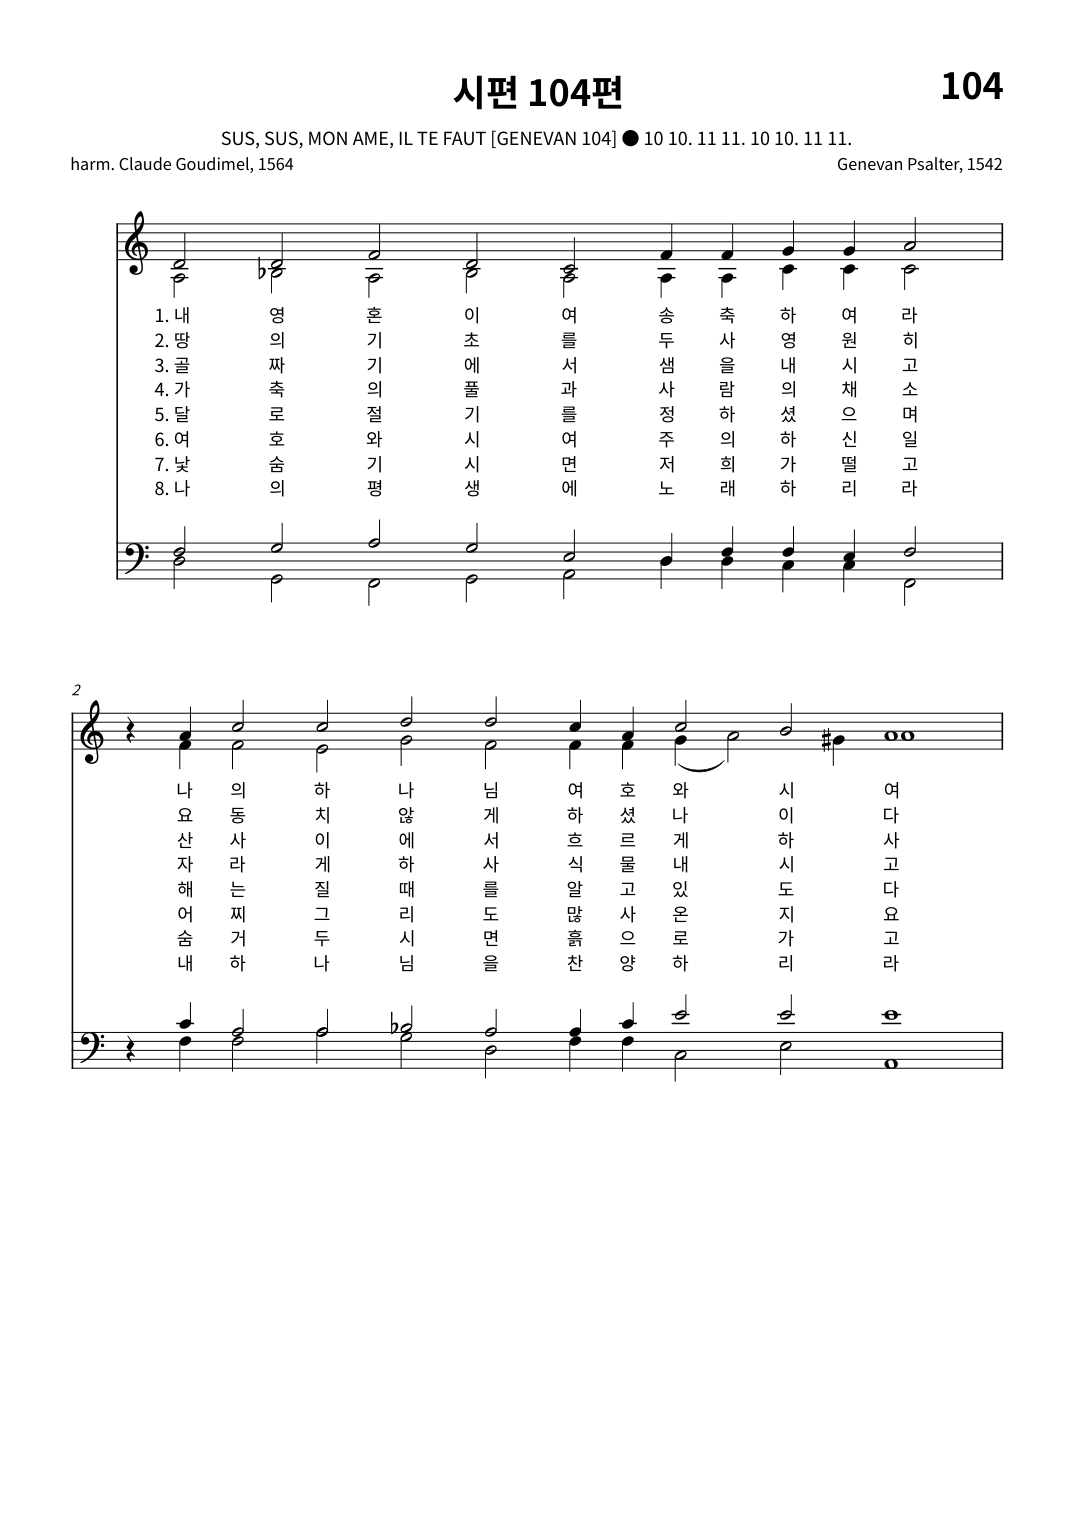 시편 104편
104
SUS, SUS, MON AME, IL TE FAUT [GENEVAN 104] ● 10 10. 11 11. 10 10. 11 11.
harm. Claude Goudimel, 1564
Genevan Psalter, 1542
1. 내 영 혼 이 여 송 축 하 여 라
2. 땅 의 기 초 를 두 사 영 원 히
3. 골 짜 기 에 서 샘 을 내 시 고
4. 가 축 의 풀 과 사 람 의 채 소
5. 달 로 절 기 를 정 하 셨 으 며
6. 여 호 와 시 여 주 의 하 신 일
7. 낯 숨 기 시 면 저 희 가 떨 고
8. 나 의 평 생 에 노 래 하 리 라
2
나 의 하 나 님 여 호 와 시 여
요 동 치 않 게 하 셨 나 이 다
산 사 이 에 서 흐 르 게 하 사
자 라 게 하 사 식 물 내 시 고
해 는 질 때 를 알 고 있 도 다
어 찌 그 리 도 많 사 온 지 요
숨 거 두 시 면 흙 으 로 가 고
내 하 나 님 을 찬 양 하 리 라